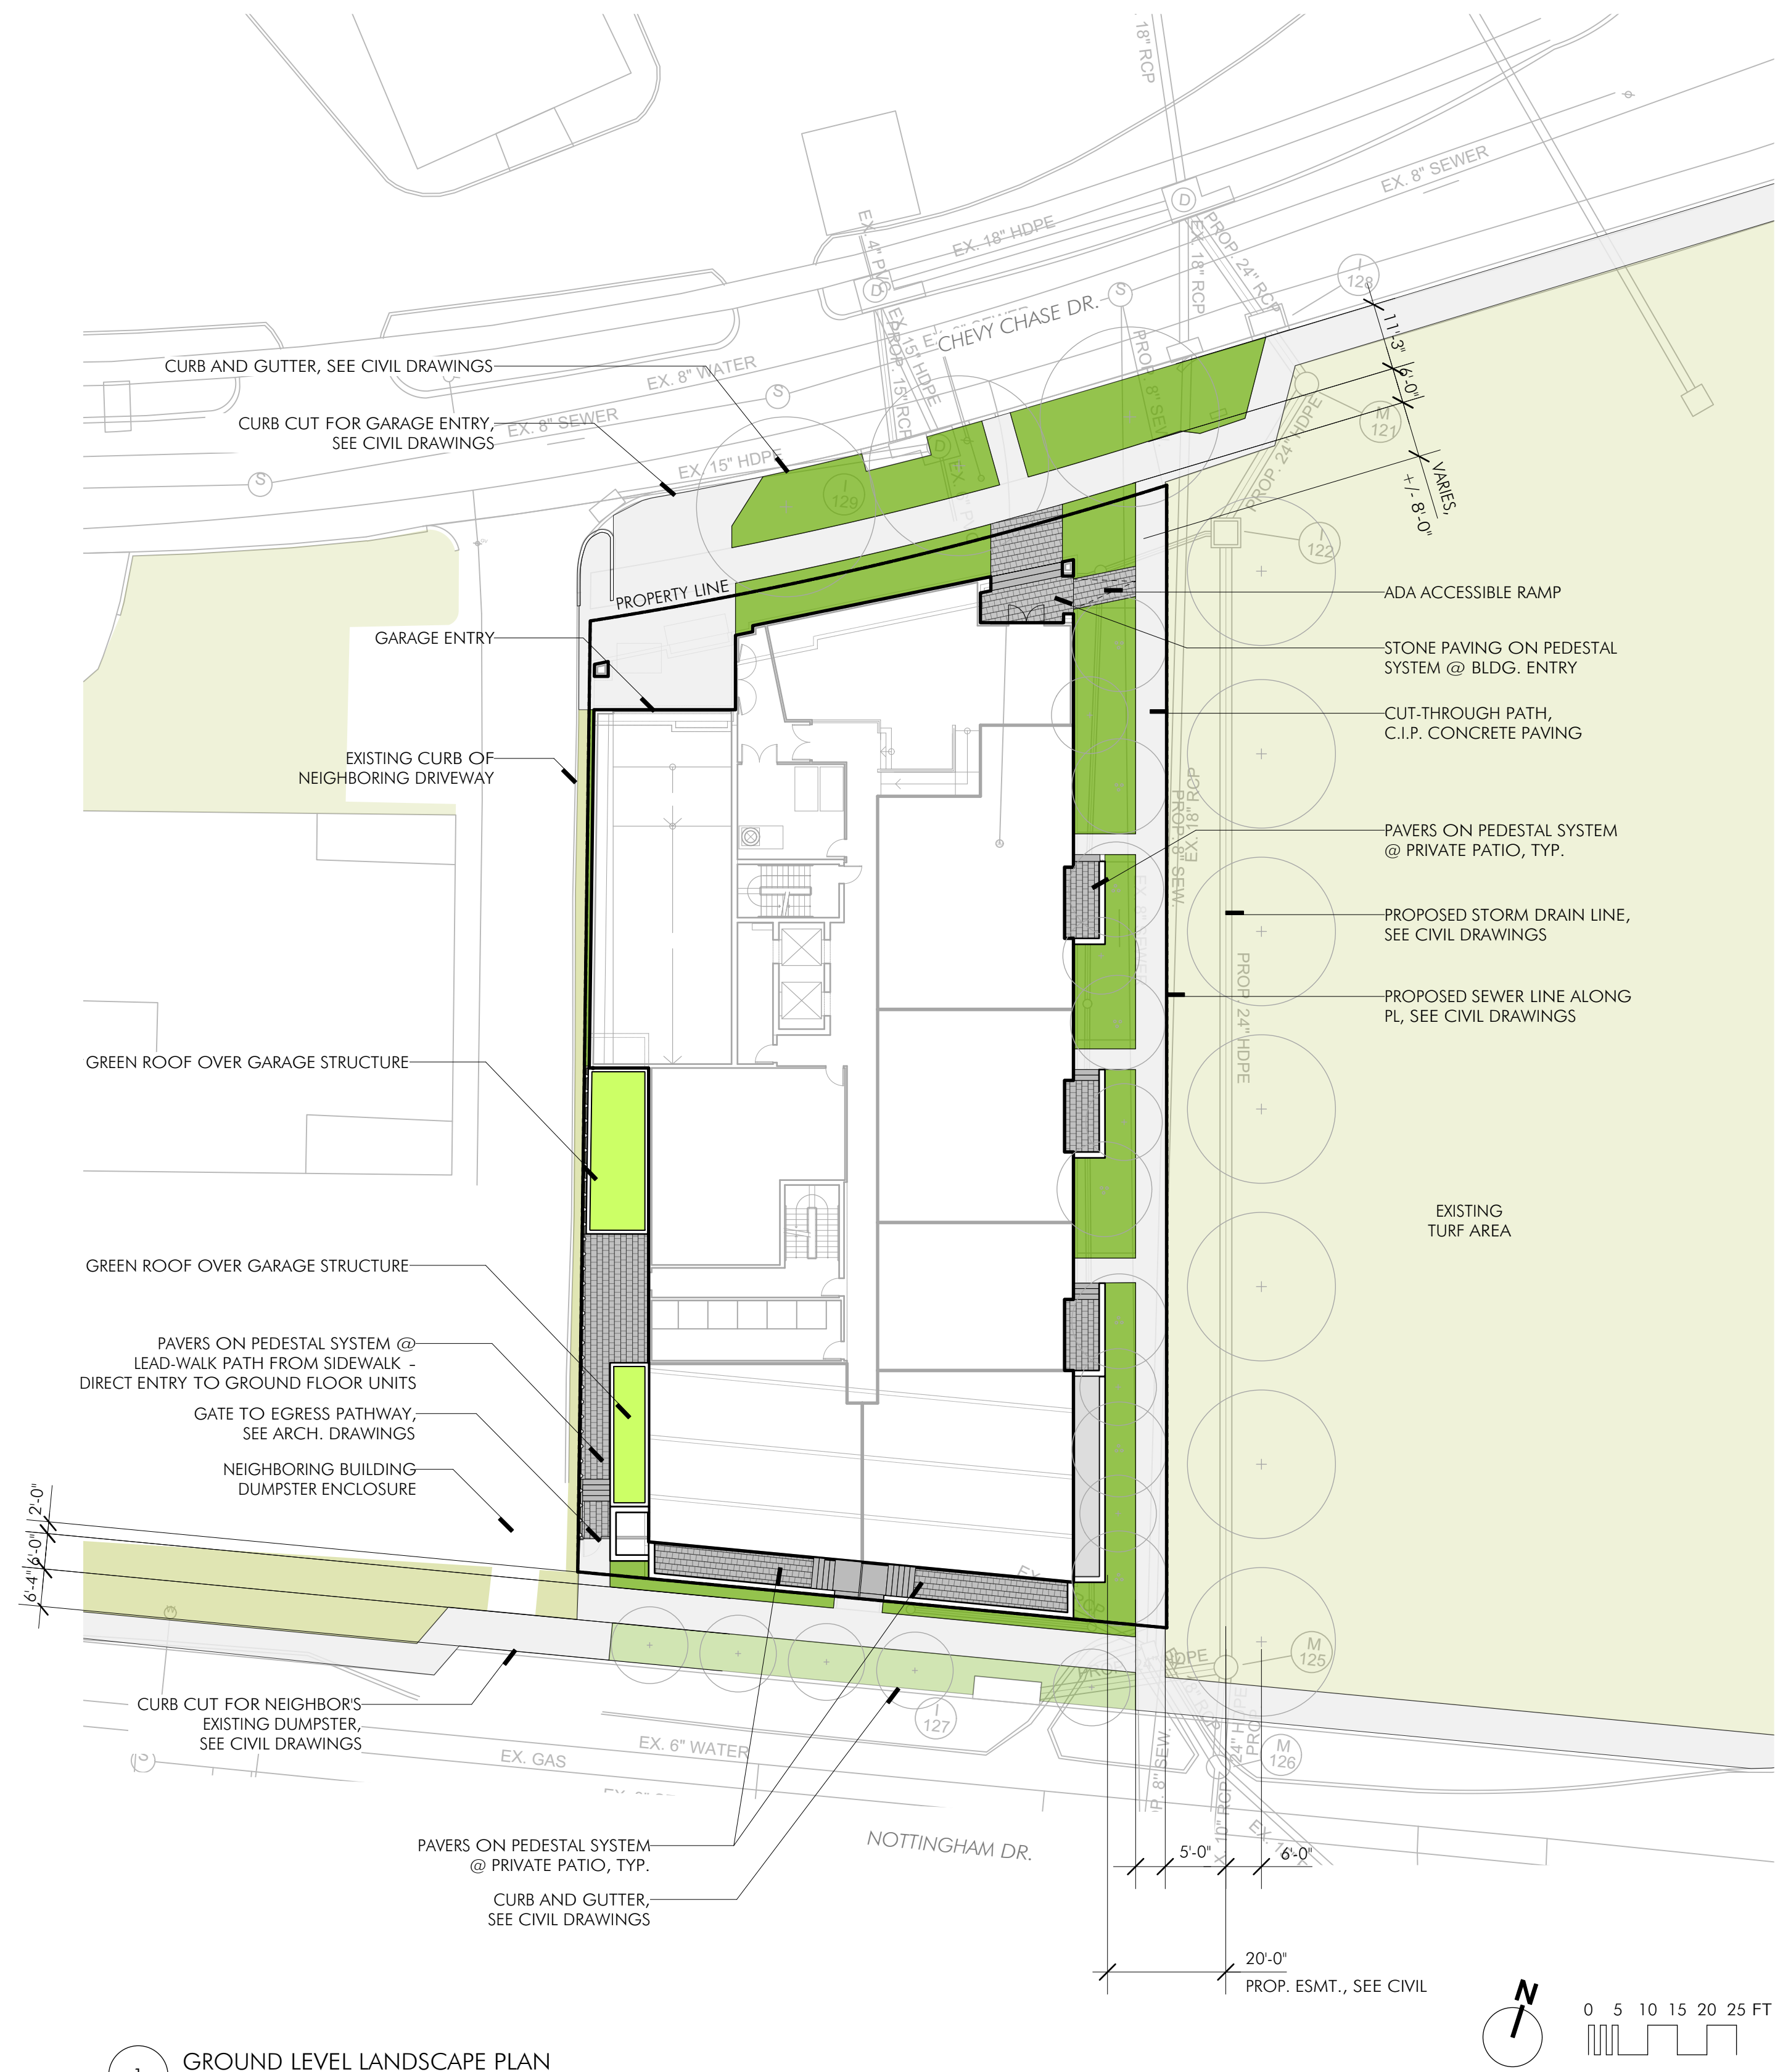 18" RCP
EX. 8" SEWER
EX. 4" PVC
EX. 18" HDPE
D
EX. 18" RCP
PROP. 24" RCP
I
128
D
S
CHEVY CHASE DR.
EX. 15" HDPE
PROP. 15" RCP
11'-3"
6'-0"
VARIES,
+/- 8'-0"
CURB AND GUTTER, SEE CIVIL DRAWINGS
EX. 8" WATER
S
CURB CUT FOR GARAGE ENTRY,
SEE CIVIL DRAWINGS
EX. 8" SEWER
PROP. 8" SEW.
M
121
PROP. 24" HDPE
EX. 15" HDPE
D
S
I
129
I
122
PROPERTY LINE
ADA ACCESSIBLE RAMP
GARAGE ENTRY
STONE PAVING ON PEDESTAL
SYSTEM @ BLDG. ENTRY
CUT-THROUGH PATH,
C.I.P. CONCRETE PAVING
EXISTING CURB OF
NEIGHBORING DRIVEWAY
PROP. 8" SEW.
EX. 18" RCP
PAVERS ON PEDESTAL SYSTEM
@ PRIVATE PATIO, TYP.
PROPOSED STORM DRAIN LINE,
SEE CIVIL DRAWINGS
PROP. 24" HDPE
PROPOSED SEWER LINE ALONG
PL, SEE CIVIL DRAWINGS
GREEN ROOF OVER GARAGE STRUCTURE
EXISTING
TURF AREA
GREEN ROOF OVER GARAGE STRUCTURE
PAVERS ON PEDESTAL SYSTEM @
LEAD-WALK PATH FROM SIDEWALK -
DIRECT ENTRY TO GROUND FLOOR UNITS
GATE TO EGRESS PATHWAY,
SEE ARCH. DRAWINGS
NEIGHBORING BUILDING
DUMPSTER ENCLOSURE
2'-0"
6'-0"
6'-4"
M
125
CURB CUT FOR NEIGHBOR'S
EXISTING DUMPSTER,
SEE CIVIL DRAWINGS
I
127
M
126
EX. GAS
EX. 6" WATER
NOTTINGHAM DR.
PAVERS ON PEDESTAL SYSTEM
@ PRIVATE PATIO, TYP.
CURB AND GUTTER,
SEE CIVIL DRAWINGS
5'-0"
6'-0"
20'-0"
PROP. ESMT., SEE CIVIL
N
0 5 10 15 20 25 FT
1
GROUND LEVEL LANDSCAPE PLAN